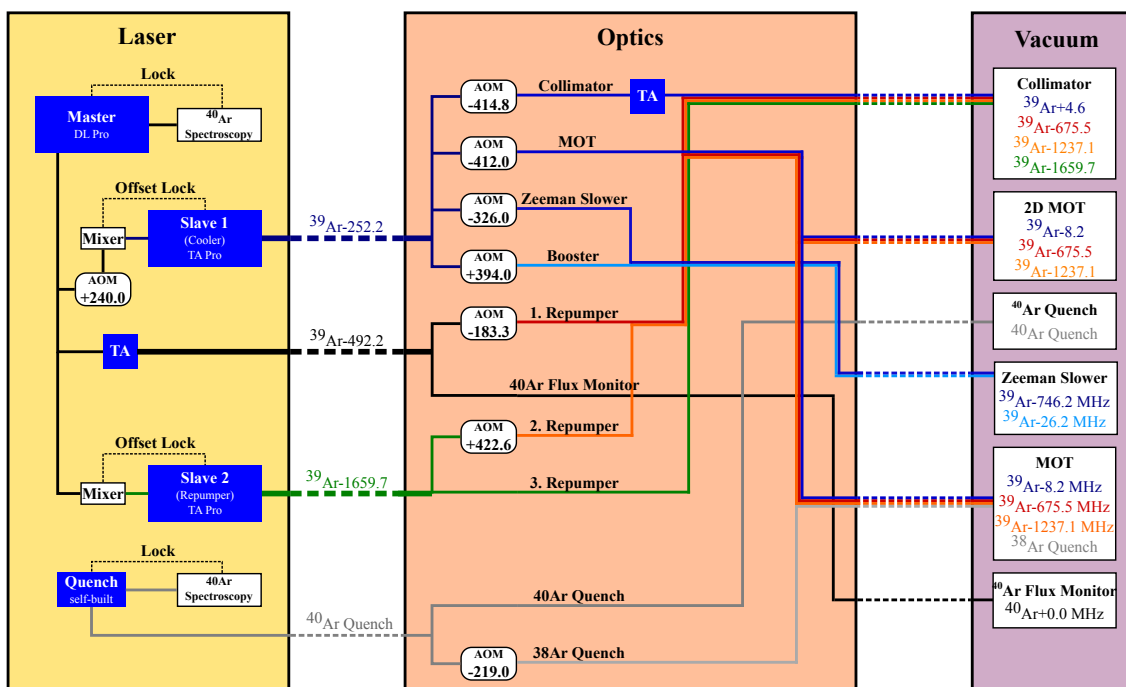 Laser
Lock
Master
DL Pro
⁴⁰Ar
Spectroscopy
Offset Lock
Mixer
Slave 1
(Cooler)
TA Pro
AOM
+240.0
TA
Offset Lock
Mixer
Slave 2
(Repumper)
TA Pro
Lock
Quench
self-built
40Ar
Spectroscopy
³⁹Ar-252.2
³⁹Ar-492.2
³⁹Ar-1659.7
⁴⁰Ar Quench
Optics
AOM
-414.8
Collimator
TA
AOM
-412.0
MOT
AOM
-326.0
Zeeman Slower
AOM
+394.0
Booster
AOM
-183.3
1. Repumper
40Ar Flux Monitor
AOM
+422.6
2. Repumper
3. Repumper
40Ar Quench
AOM
-219.0
38Ar Quench
Vacuum
Collimator
³⁹Ar+4.6
³⁹Ar-675.5
³⁹Ar-1237.1
³⁹Ar-1659.7
2D MOT
³⁹Ar-8.2
³⁹Ar-675.5
³⁹Ar-1237.1
⁴⁰Ar Quench
⁴⁰Ar Quench
Zeeman Slower
³⁹Ar-746.2 MHz
³⁹Ar-26.2 MHz
MOT
³⁹Ar-8.2 MHz
³⁹Ar-675.5 MHz
³⁹Ar-1237.1 MHz
³⁸Ar Quench
⁴⁰Ar Flux Monitor
⁴⁰Ar+0.0 MHz